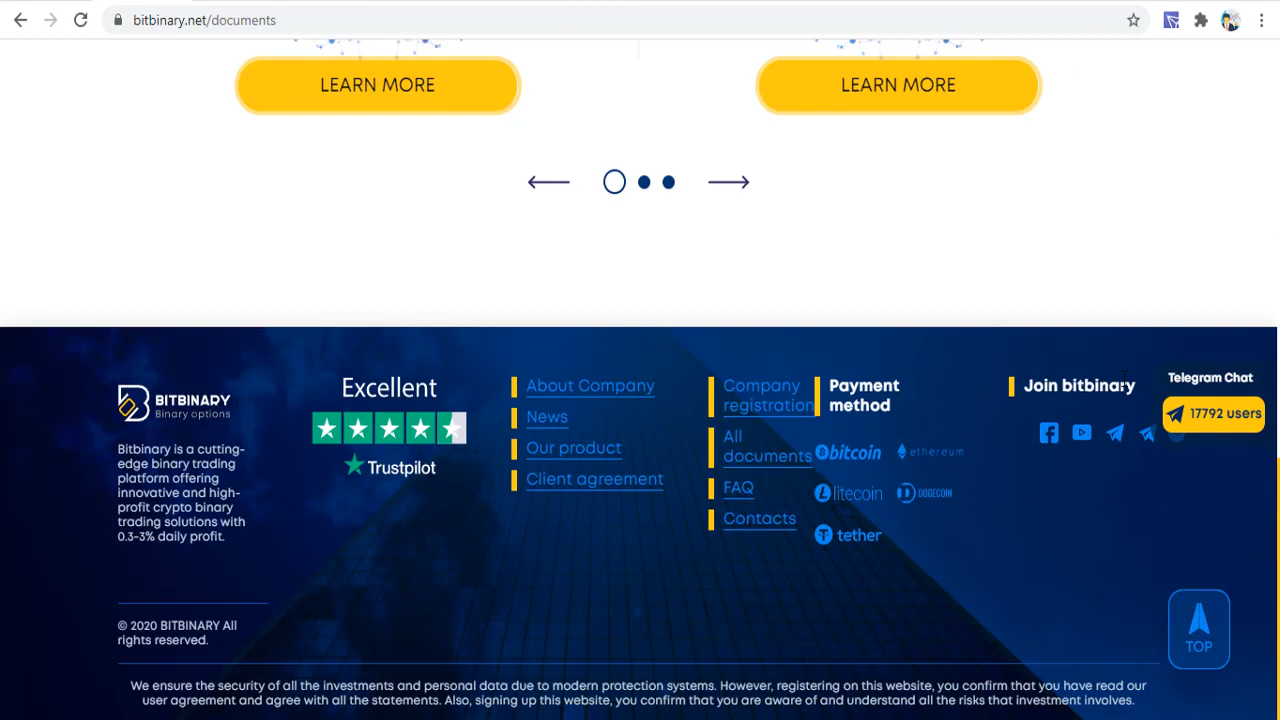 bitbinary.net/documents
LEARN MORE
LEARN MORE
BITBINARY
Binary options
Bitbinary is a cutting-
edge binary trading
platform offering
innovative and high-
profit crypto binary
trading solutions with
0.3-3% daily profit.
Excellent
Trustpilot
About Company
News
Our product
Client agreement
Company
registration
All
documents
FAQ
Contacts
Payment
method
bitcoin
ethereum
litecoin
DOGECOIN
tether
Join bitbinary
Telegram Chat
17792 users
TOP
© 2020 BITBINARY All
rights reserved.
We ensure the security of all the investments and personal data due to modern protection systems. However, registering on this website, you confirm that you have read our
user agreement and agree with all the statements. Also, signing up this website, you confirm that you are aware of and understand all the risks that investment involves.